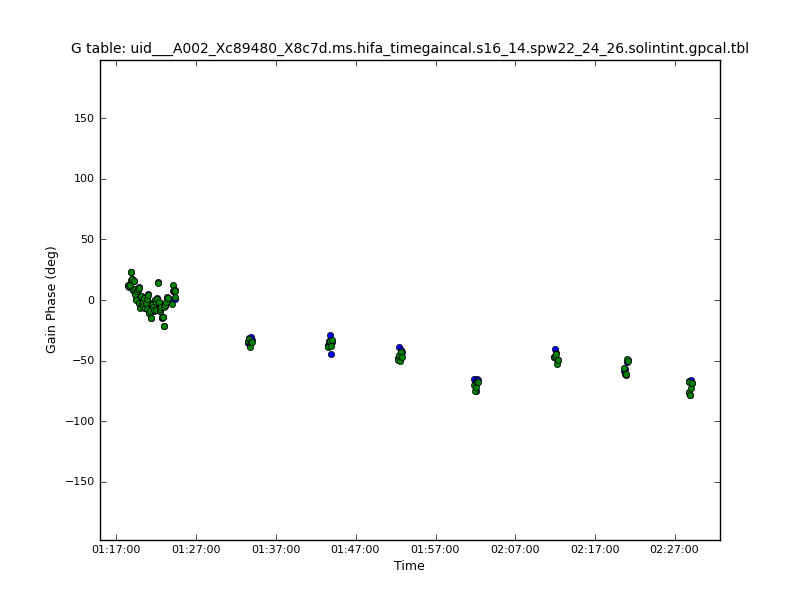 G table: uid___A002_Xc89480_X8c7d.ms.hifa_timegaincal.s16_14.spw22_24_26.solintint.gpcal.tbl
150
100
50
0
−50
−100
−150
Gain Phase (deg)
01:17:00 01:27:00 01:37:00 01:47:00 01:57:00 02:07:00 02:17:00 02:27:00
Time